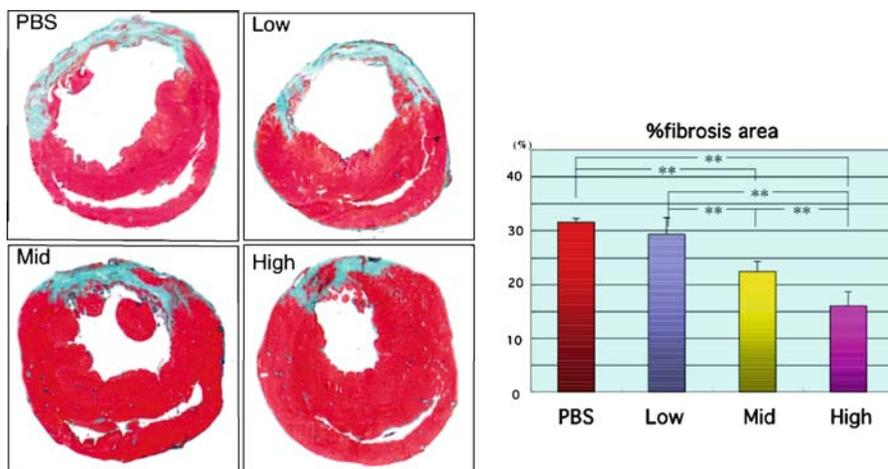 PBS
Low
Mid
High
%fibrosis area
(%)
**
**
**
**
**
40
30
20
10
0
PBS
Low
Mid
High